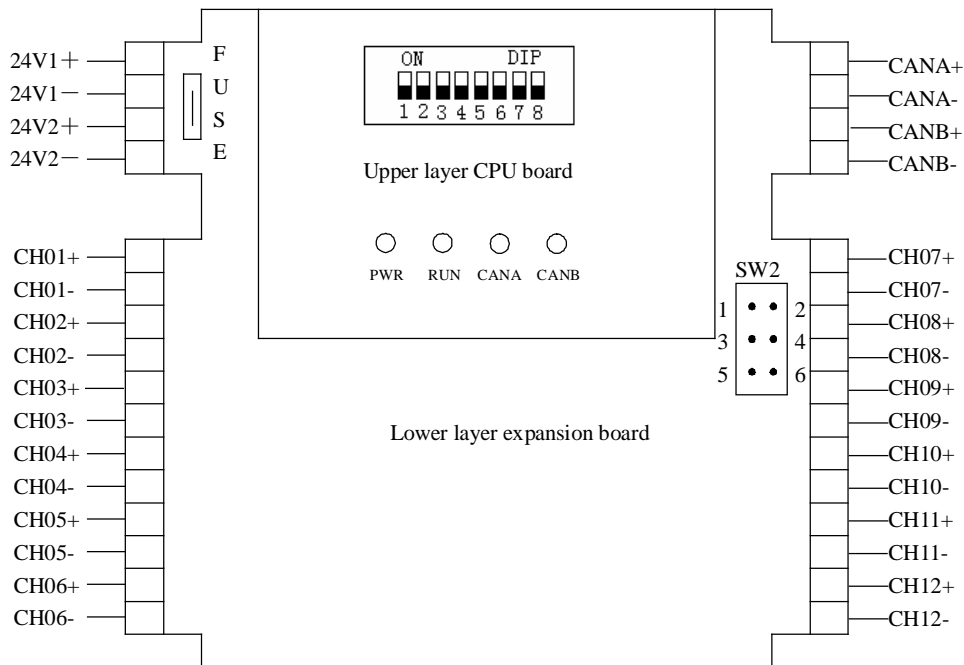 24V1+
24V1-
24V2+
24V2-
F
U
S
E
ON DIP
1 2 3 4 5 6 7 8
Upper layer CPU board
PWR RUN CANA CANB
CANA+
CANA-
CANB+
CANB-
CH01+
CH01-
CH02+
CH02-
CH03+
CH03-
CH04+
CH04-
CH05+
CH05-
CH06+
CH06-
SW2
1 2
3 4
5 6
Lower layer expansion board
CH07+
CH07-
CH08+
CH08-
CH09+
CH09-
CH10+
CH10-
CH11+
CH11-
CH12+
CH12-